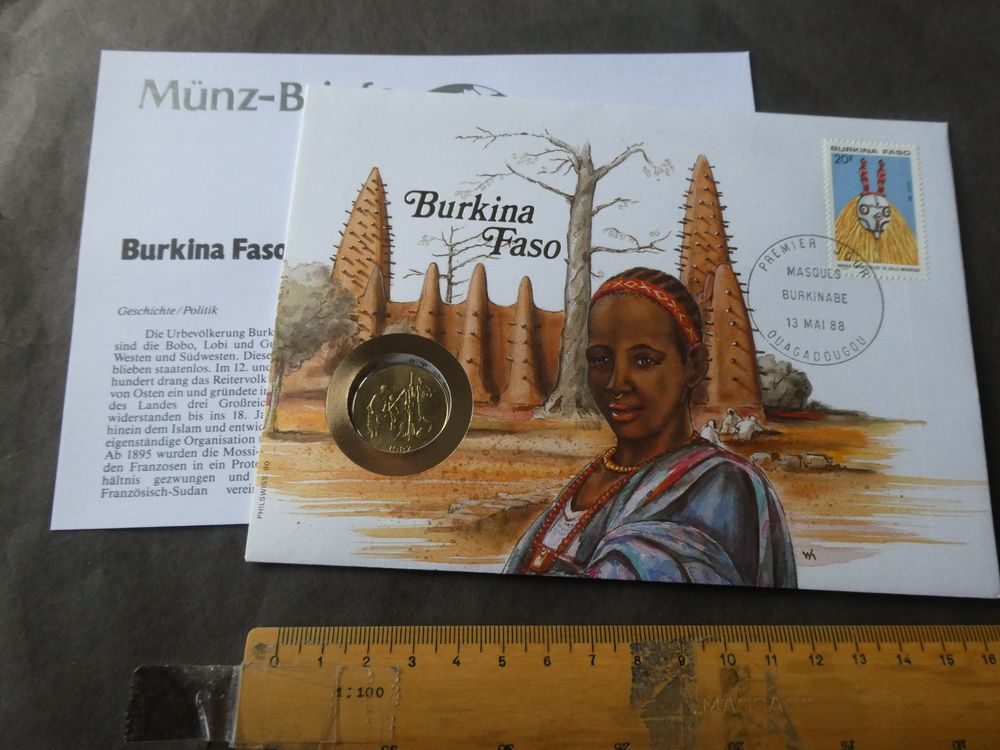 Münz-B
Burkina Faso
Geschichte/Politik
Die Urbevölkerung Burk
sind die Bobo, Lobi und Gu
Westen und Südwesten. Diese
blieben staatenlos. Im 12. und
hundert drang das Reitervolk
von Osten ein und gründete in
des Landes drei Großreic
widerstanden bis ins 18. Ja
hinein dem Islam und entwic
eigenständige Organisation
Ab 1895 wurden die Mossi-
den Franzosen in ein Prote
hältnis gezwungen und
Französisch-Sudan verein
Burkina
Faso
BURKINA FASO
20F
PREMIER JOUR
MASQUES
BURKINABE
13 MAI 88
OUAGADOUGOU
1987
PHILSWISS 90
WK
0 1 2 3 4 5 6 7 8 9 10 11 12 13 14 15 16
1:100